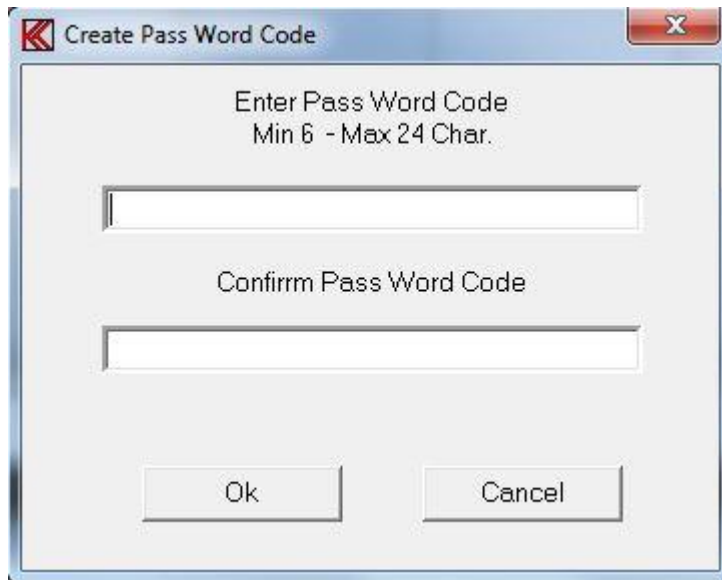 Create Pass Word Code
Enter Pass Word Code
Min 6 - Max 24 Char.
Confirrm Pass Word Code
Ok
Cancel